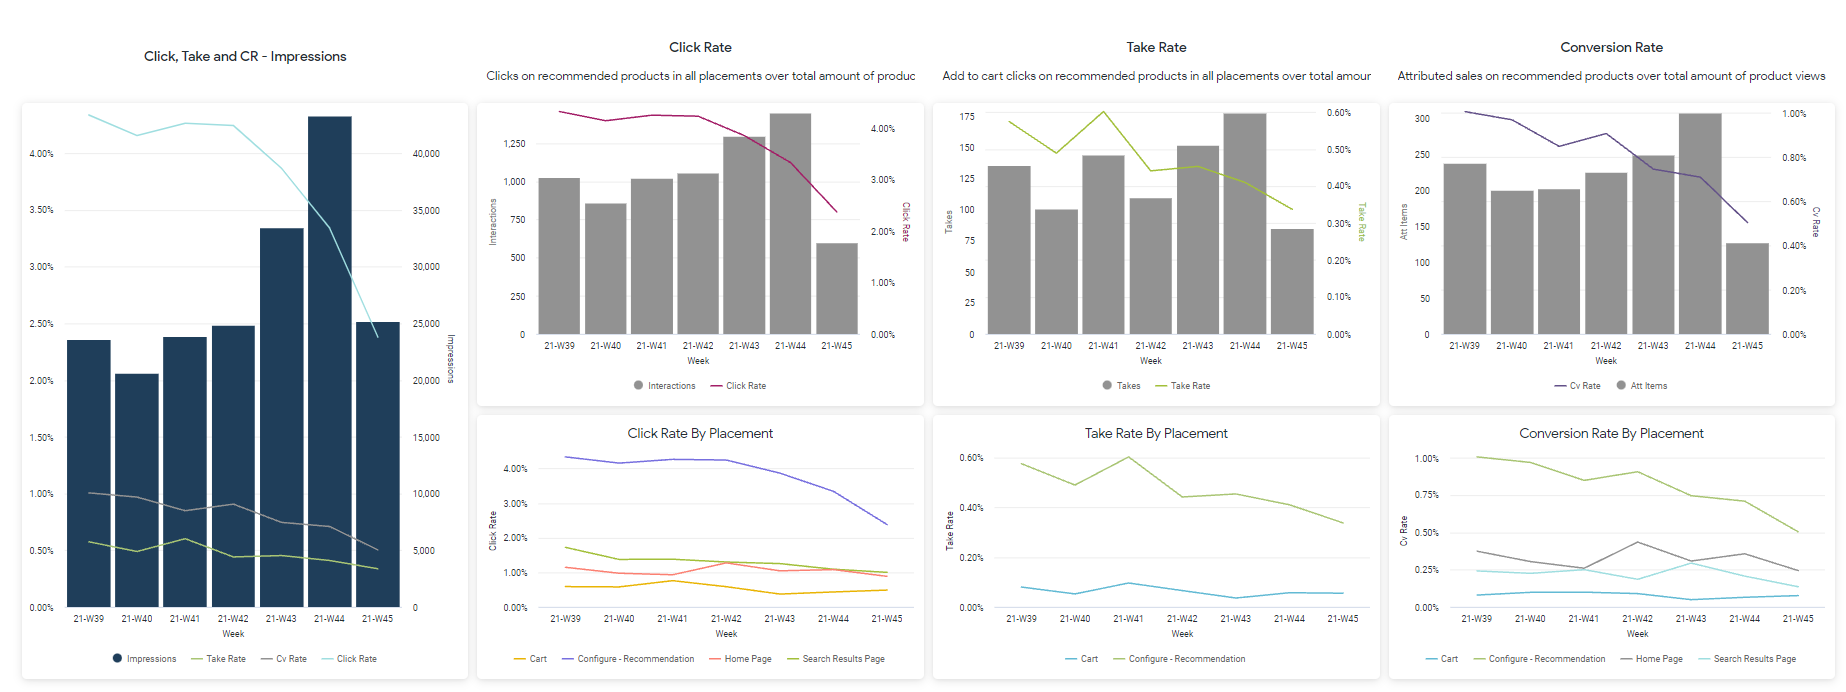 Click, Take and CR - Impressions
4.00%
3.50%
3.00%
2.50%
2.00%
1.50%
1.00%
0.50%
0.00%
40,000
35,000
30,000
25,000
20,000
15,000
10,000
5,000
0
Impressions
21-W39 21-W40 21-W41 21-W42 21-W43 21-W44 21-W45
Week
Impressions Take Rate Cv Rate Click Rate
Click Rate
Clicks on recommended products in all placements over total amount of produc
Interactions
1,250
1,000
750
500
250
0
4.00%
3.00%
2.00%
1.00%
0.00%
Click Rate
21-W39 21-W40 21-W41 21-W42 21-W43 21-W44 21-W45
Week
Interactions Click Rate
Take Rate
Add to cart clicks on recommended products in all placements over total amour
Takes
175
150
125
100
75
50
25
0
0.60%
0.50%
0.40%
0.30%
0.20%
0.10%
0.00%
Take Rate
21-W39 21-W40 21-W41 21-W42 21-W43 21-W44 21-W45
Week
Takes Take Rate
Conversion Rate
Attributed sales on recommended products over total amount of product views
Att Items
300
250
200
150
100
50
0
1.00%
0.80%
0.60%
0.40%
0.20%
0.00%
Cv Rate
21-W39 21-W40 21-W41 21-W42 21-W43 21-W44 21-W45
Week
Cv Rate Att Items
Click Rate By Placement
Click Rate
4.00%
3.00%
2.00%
1.00%
0.00%
21-W39 21-W40 21-W41 21-W42 21-W43 21-W44 21-W45
Week
Cart Configure - Recommendation Home Page Search Results Page
Take Rate By Placement
Take Rate
0.60%
0.40%
0.20%
0.00%
21-W39 21-W40 21-W41 21-W42 21-W43 21-W44 21-W45
Week
Cart Configure - Recommendation
Conversion Rate By Placement
Cv Rate
1.00%
0.75%
0.50%
0.25%
0.00%
21-W39 21-W40 21-W41 21-W42 21-W43 21-W44 21-W45
Week
Cart Configure - Recommendation Home Page Search Results Page